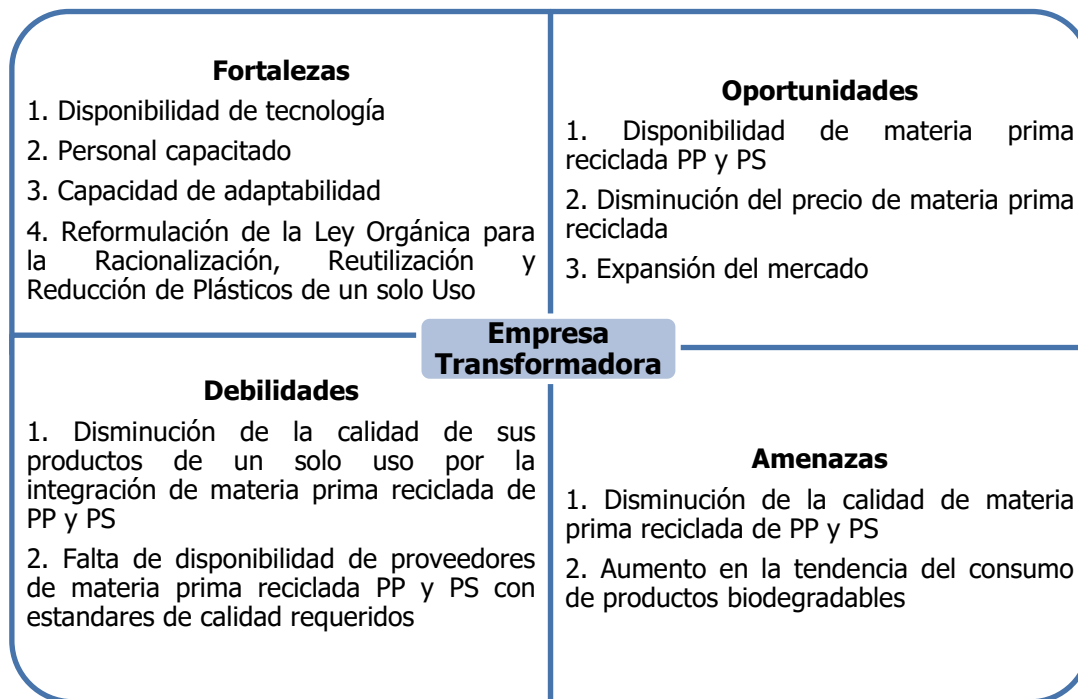 Fortalezas
1. Disponibilidad de tecnología
2. Personal capacitado
3. Capacidad de adaptabilidad
4. Reformulación de la Ley Orgánica para
la Racionalización, Reutilización y
Reducción de Plásticos de un solo Uso
Oportunidades
1. Disponibilidad de materia prima
reciclada PP y PS
2. Disminución del precio de materia prima
reciclada
3. Expansión del mercado
Empresa
Transformadora
Debilidades
1. Disminución de la calidad de sus
productos de un solo uso por la
integración de materia prima reciclada de
PP y PS
2. Falta de disponibilidad de proveedores
de materia prima reciclada PP y PS con
estandares de calidad requeridos
Amenazas
1. Disminución de la calidad de materia
prima reciclada de PP y PS
2. Aumento en la tendencia del consumo
de productos biodegradables